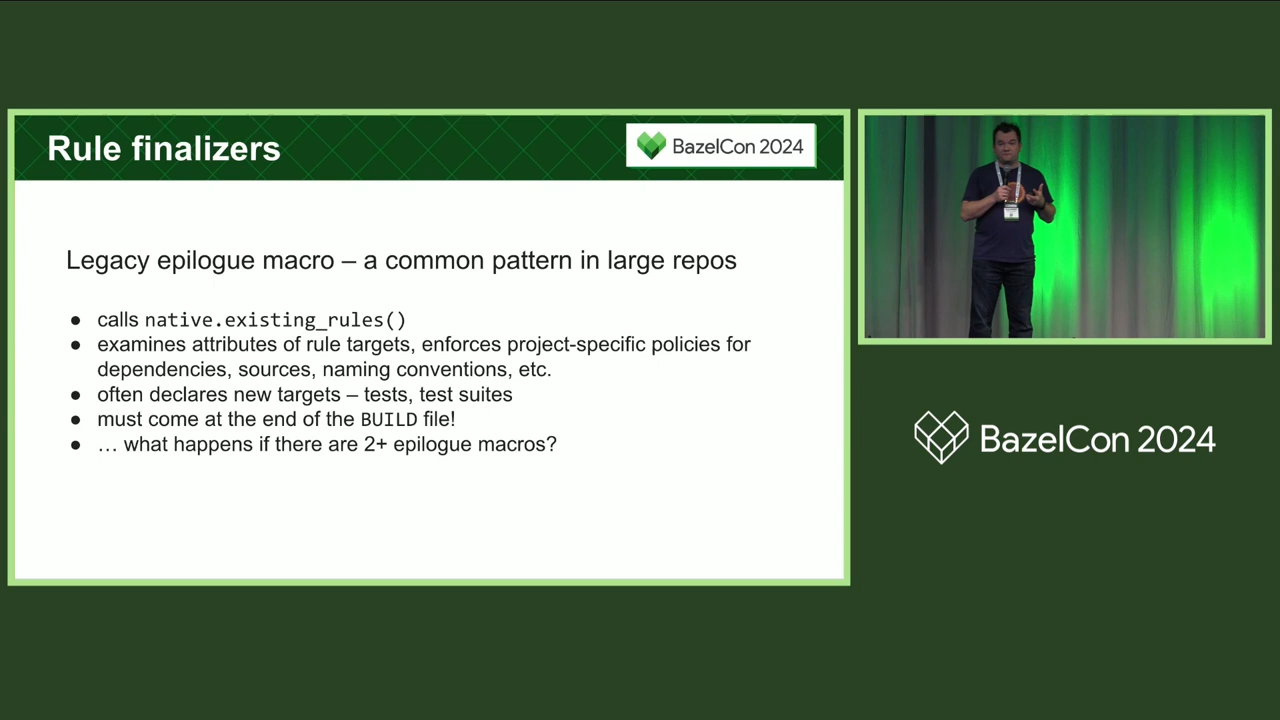 Rule finalizers
BazelCon 2024
Legacy epilogue macro – a common pattern in large repos
● calls native.existing_rules()
● examines attributes of rule targets, enforces project-specific policies for
dependencies, sources, naming conventions, etc.
● often declares new targets – tests, test suites
● must come at the end of the BUILD file!
● … what happens if there are 2+ epilogue macros?
BazelCon 2024